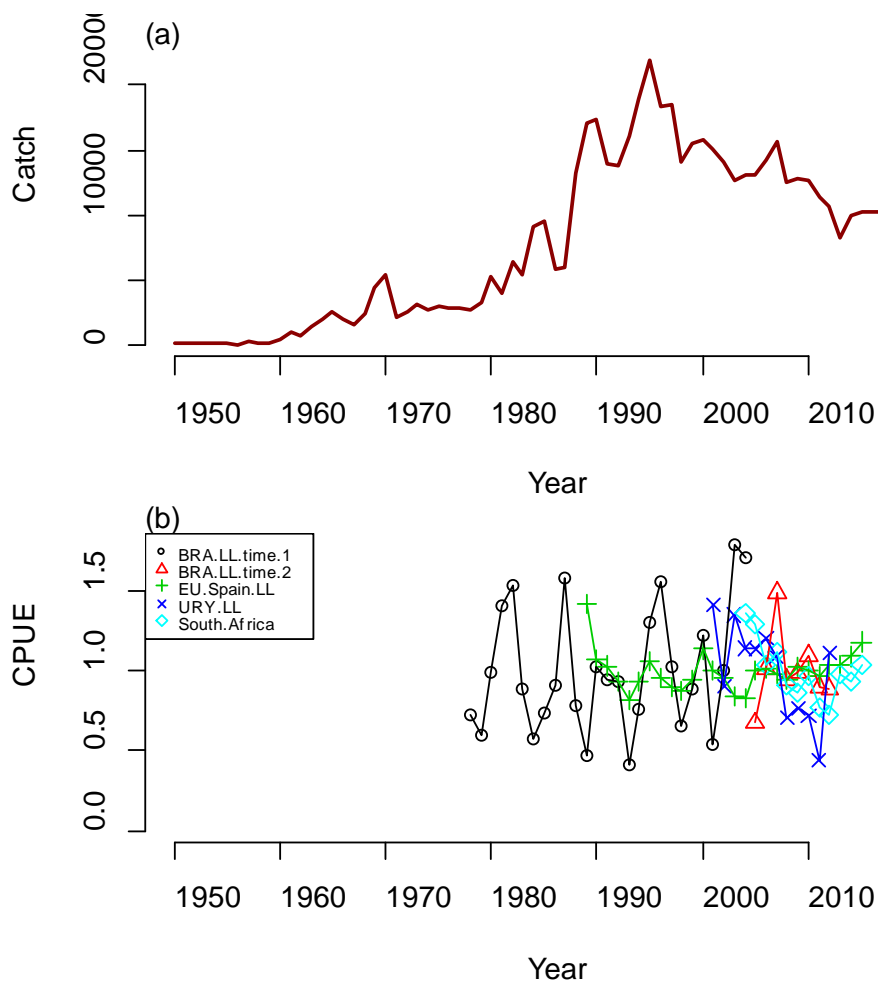 (a)
20000
10000
0
Catch
1950 1960 1970 1980 1990 2000 2010
Year
(b)
BRA.LL.time.1
BRA.LL.time.2
EU.Spain.LL
URY.LL
South.Africa
1.5
1.0
0.5
0.0
CPUE
1950 1960 1970 1980 1990 2000 2010
Year